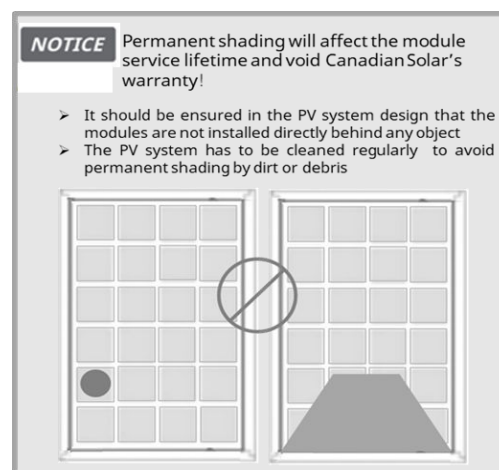 NOTICE Permanent shading will affect the module
service lifetime and void Canadian Solar's
warranty!
➢ It should be ensured in the PV system design that the
modules are not installed directly behind any object
➢ The PV system has to be cleaned regularly to avoid
permanent shading by dirt or debris